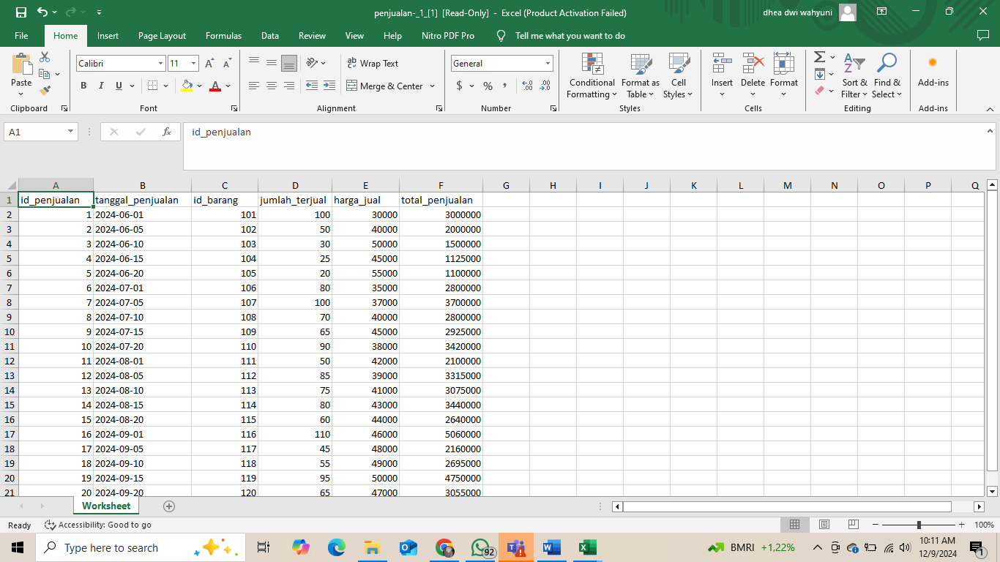 penjualan-_1_[1] [Read-Only] - Excel (Product Activation Failed)
dhea dwi wahyuni
File Home Insert Page Layout Formulas Data Review View Help Nitro PDF Pro Tell me what you want to do
Paste
Clipboard
Calibri 11
B I U
Font
Wrap Text
Merge & Center
Alignment
General
$ % ,
Number
Conditional Formatting
Format as Table
Cell Styles
Styles
Insert Delete Format
Cells
Sort & Filter
Find & Select
Editing
Add-ins
Add-ins
A1 fx id_penjualan
A B C D E F G H I J K L M N O P Q
1 id_penjualan tanggal_penjualan id_barang jumlah_terjual harga_jual total_penjualan
2 1 2024-06-01 101 100 30000 3000000
3 2 2024-06-05 102 50 40000 2000000
4 3 2024-06-10 103 30 50000 1500000
5 4 2024-06-15 104 25 45000 1125000
6 5 2024-06-20 105 20 55000 1100000
7 6 2024-07-01 106 80 35000 2800000
8 7 2024-07-05 107 100 37000 3700000
9 8 2024-07-10 108 70 40000 2800000
10 9 2024-07-15 109 65 45000 2925000
11 10 2024-07-20 110 90 38000 3420000
12 11 2024-08-01 111 50 42000 2100000
13 12 2024-08-05 112 85 39000 3315000
14 13 2024-08-10 113 75 41000 3075000
15 14 2024-08-15 114 80 43000 3440000
16 15 2024-08-20 115 60 44000 2640000
17 16 2024-09-01 116 110 46000 5060000
18 17 2024-09-05 117 45 48000 2160000
19 18 2024-09-10 118 55 49000 2695000
20 19 2024-09-15 119 95 50000 4750000
21 20 2024-09-20 120 65 47000 3055000
Worksheet
Ready Accessibility: Good to go 100%
Type here to search
92
BMRI +1,22%
10:11 AM
12/9/2024
1